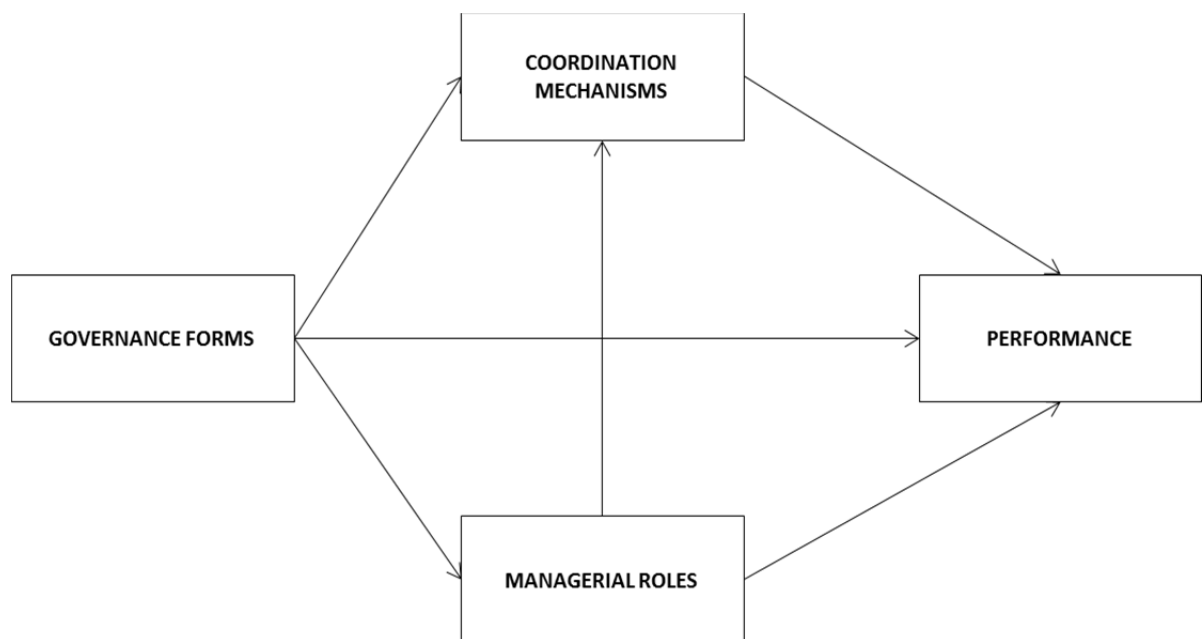 COORDINATION
MECHANISMS
GOVERNANCE FORMS
PERFORMANCE
MANAGERIAL ROLES